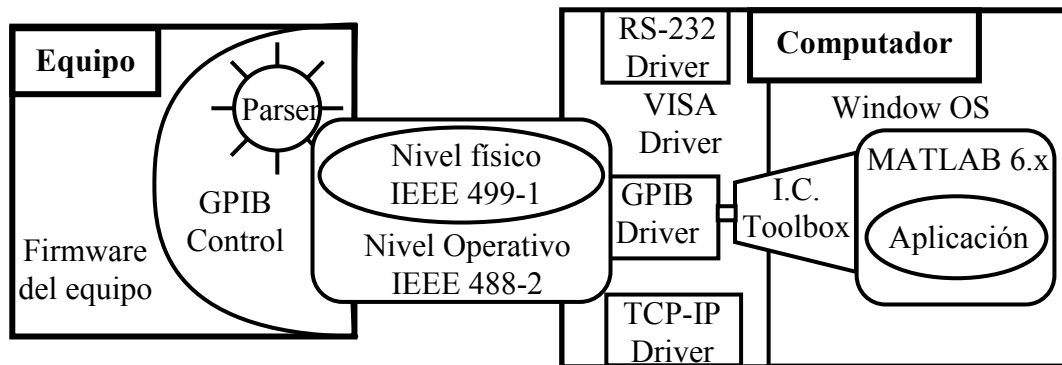 Equipo
Parser
GPIB
Control
Firmware
del equipo
Nivel físico
IEEE 499-1
Nivel Operativo
IEEE 488-2
RS-232
Driver
VISA
Driver
GPIB
Driver
TCP-IP
Driver
Computador
Window OS
I.C.
Toolbox
MATLAB 6.x
Aplicación